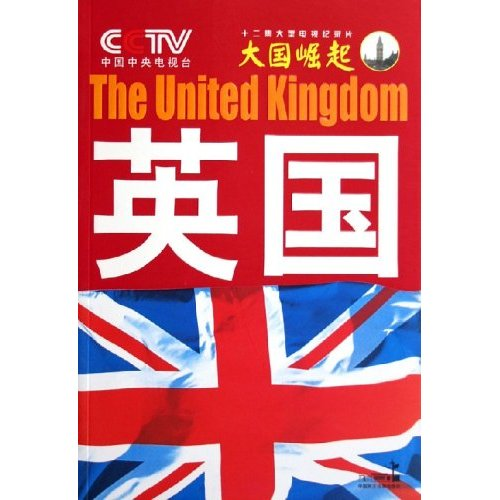 CCTV
中国中央电视台
十二集大型电视纪录片
大国崛起
The United Kingdom
英国